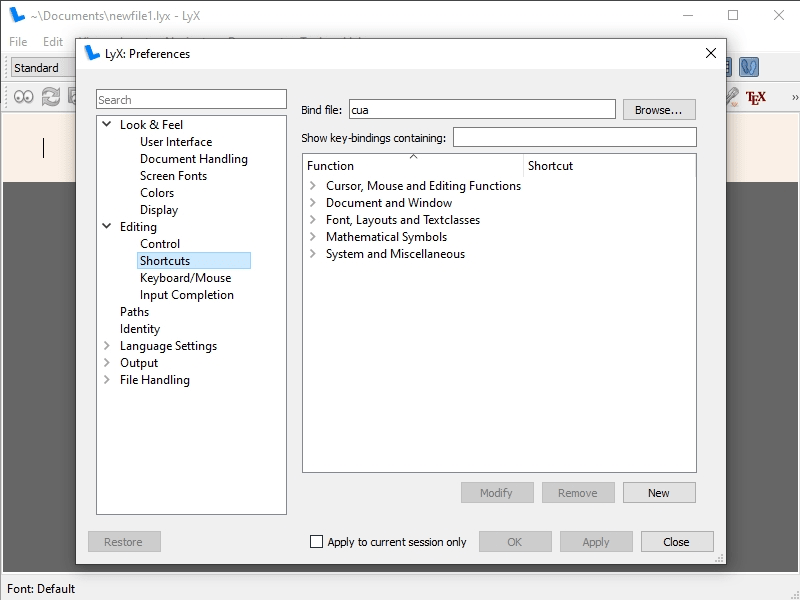 ~\Documents\newfile1.lyx - LyX
File Edit
LyX: Preferences
Standard
TEX
Search
Look & Feel
User Interface
Document Handling
Screen Fonts
Colors
Display
Editing
Control
Shortcuts
Keyboard/Mouse
Input Completion
Paths
Identity
Language Settings
Output
File Handling
Bind file: cua Browse...
Show key-bindings containing:
Function Shortcut
Cursor, Mouse and Editing Functions
Document and Window
Font, Layouts and Textclasses
Mathematical Symbols
System and Miscellaneous
Modify Remove New
Restore Apply to current session only OK Apply Close
Font: Default